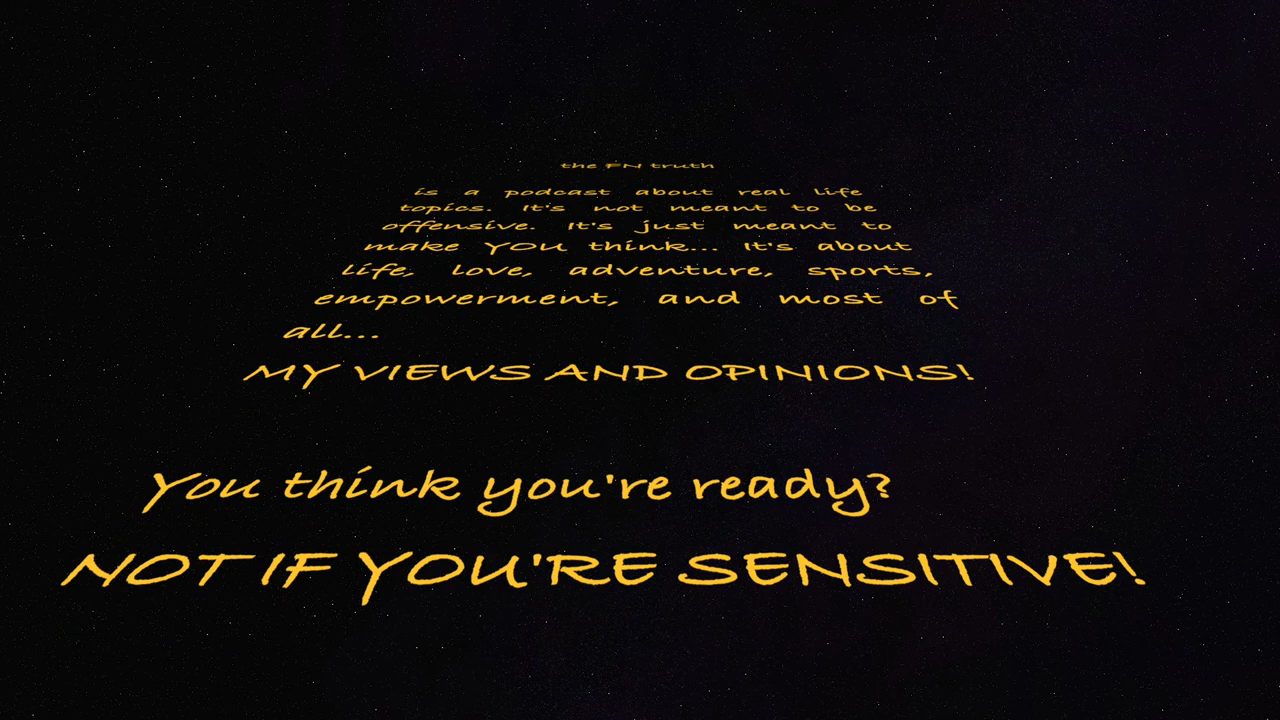 the FN truth
is a podcast about real life
topics. It's not meant to be
offensive. It's just meant to
make YOU think... It's about
life, love, adventure, sports,
empowerment, and most of
all...
MY VIEWS AND OPINIONS!
You think you're ready?
NOT IF YOU'RE SENSITIVE!